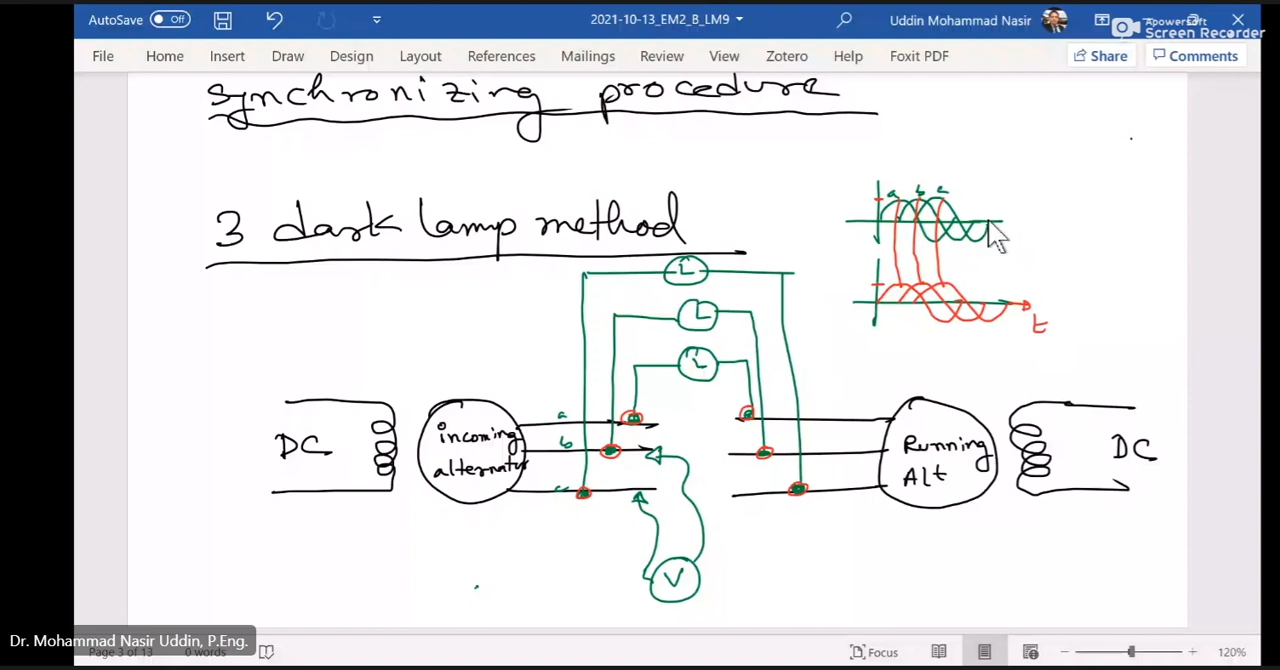 AutoSave Off 2021-10-13_EM2_B_LM9 Uddin Mohammad Nasir
Apowersoft
Screen Recorder
File Home Insert Draw Design Layout References Mailings Review View Zotero Help Foxit PDF Share Comments
synchronizing procedure
a b c
3 dark lamp method
L
t
L
L
a
DC incoming alternator b Running Alt DC
c
V
Dr. Mohammad Nasir Uddin, P.Eng.
Page 3 of 13 0 words Focus 120%